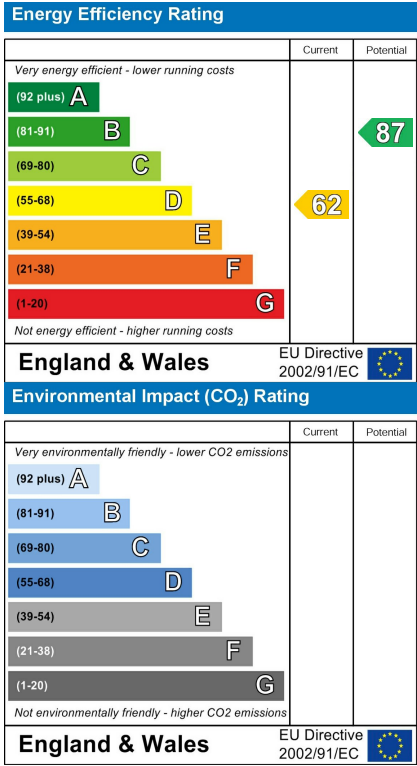 Energy Efficiency Rating
Current Potential
Very energy efficient - lower running costs
(92 plus) A
(81-91) B
87
(69-80) C
(55-68) D
62
(39-54) E
(21-38) F
(1-20) G
Not energy efficient - higher running costs
England & Wales
EU Directive
2002/91/EC
Environmental Impact (CO₂) Rating
Current Potential
Very environmentally friendly - lower CO2 emissions
(92 plus) A
(81-91) B
(69-80) C
(55-68) D
(39-54) E
(21-38) F
(1-20) G
Not environmentally friendly - higher CO2 emissions
England & Wales
EU Directive
2002/91/EC